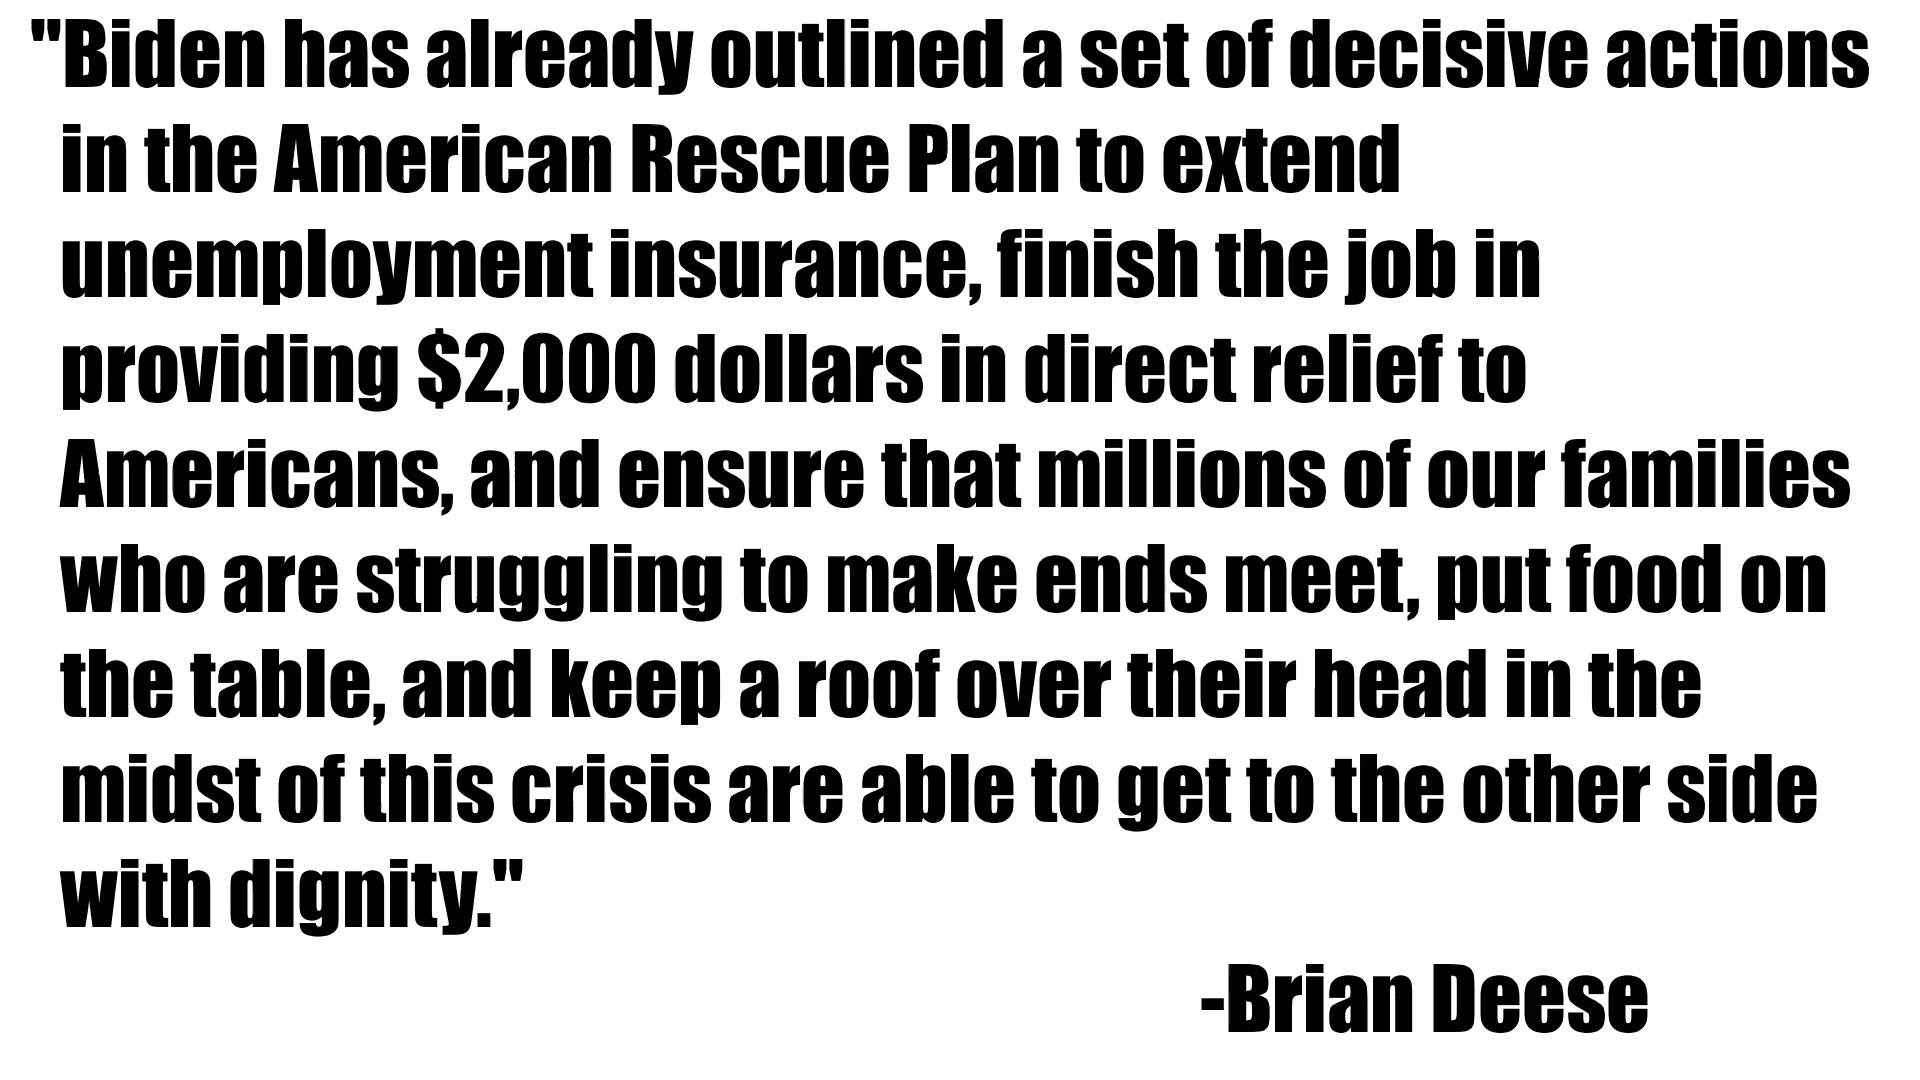 "Biden has already outlined a set of decisive actions
in the American Rescue Plan to extend
unemployment insurance, finish the job in
providing $2,000 dollars in direct relief to
Americans, and ensure that millions of our families
who are struggling to make ends meet, put food on
the table, and keep a roof over their head in the
midst of this crisis are able to get to the other side
with dignity."
-Brian Deese